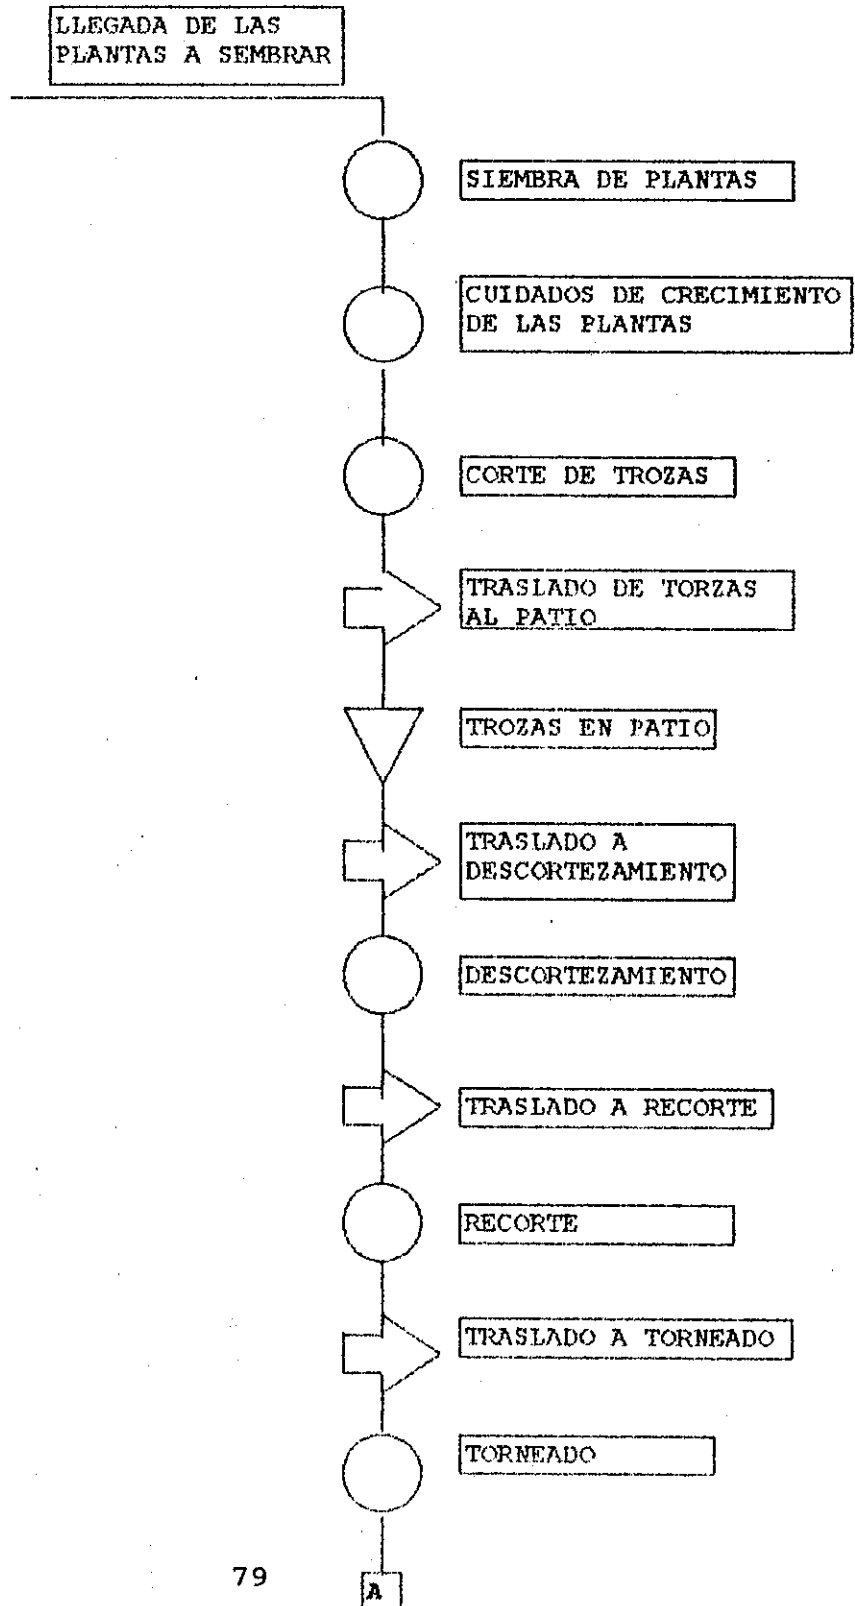 LLEGADA DE LAS
PLANTAS A SEMBRAR
SIEMBRA DE PLANTAS
CUIDADOS DE CRECIMIENTO
DE LAS PLANTAS
CORTE DE TROZAS
TRASLADO DE TORZAS
AL PATIO
TROZAS EN PATIO
TRASLADO A
DESCORTEZAMIENTO
DESCORTEZAMIENTO
TRASLADO A RECORTE
RECORTE
TRASLADO A TORNEADO
TORNEADO
79
A